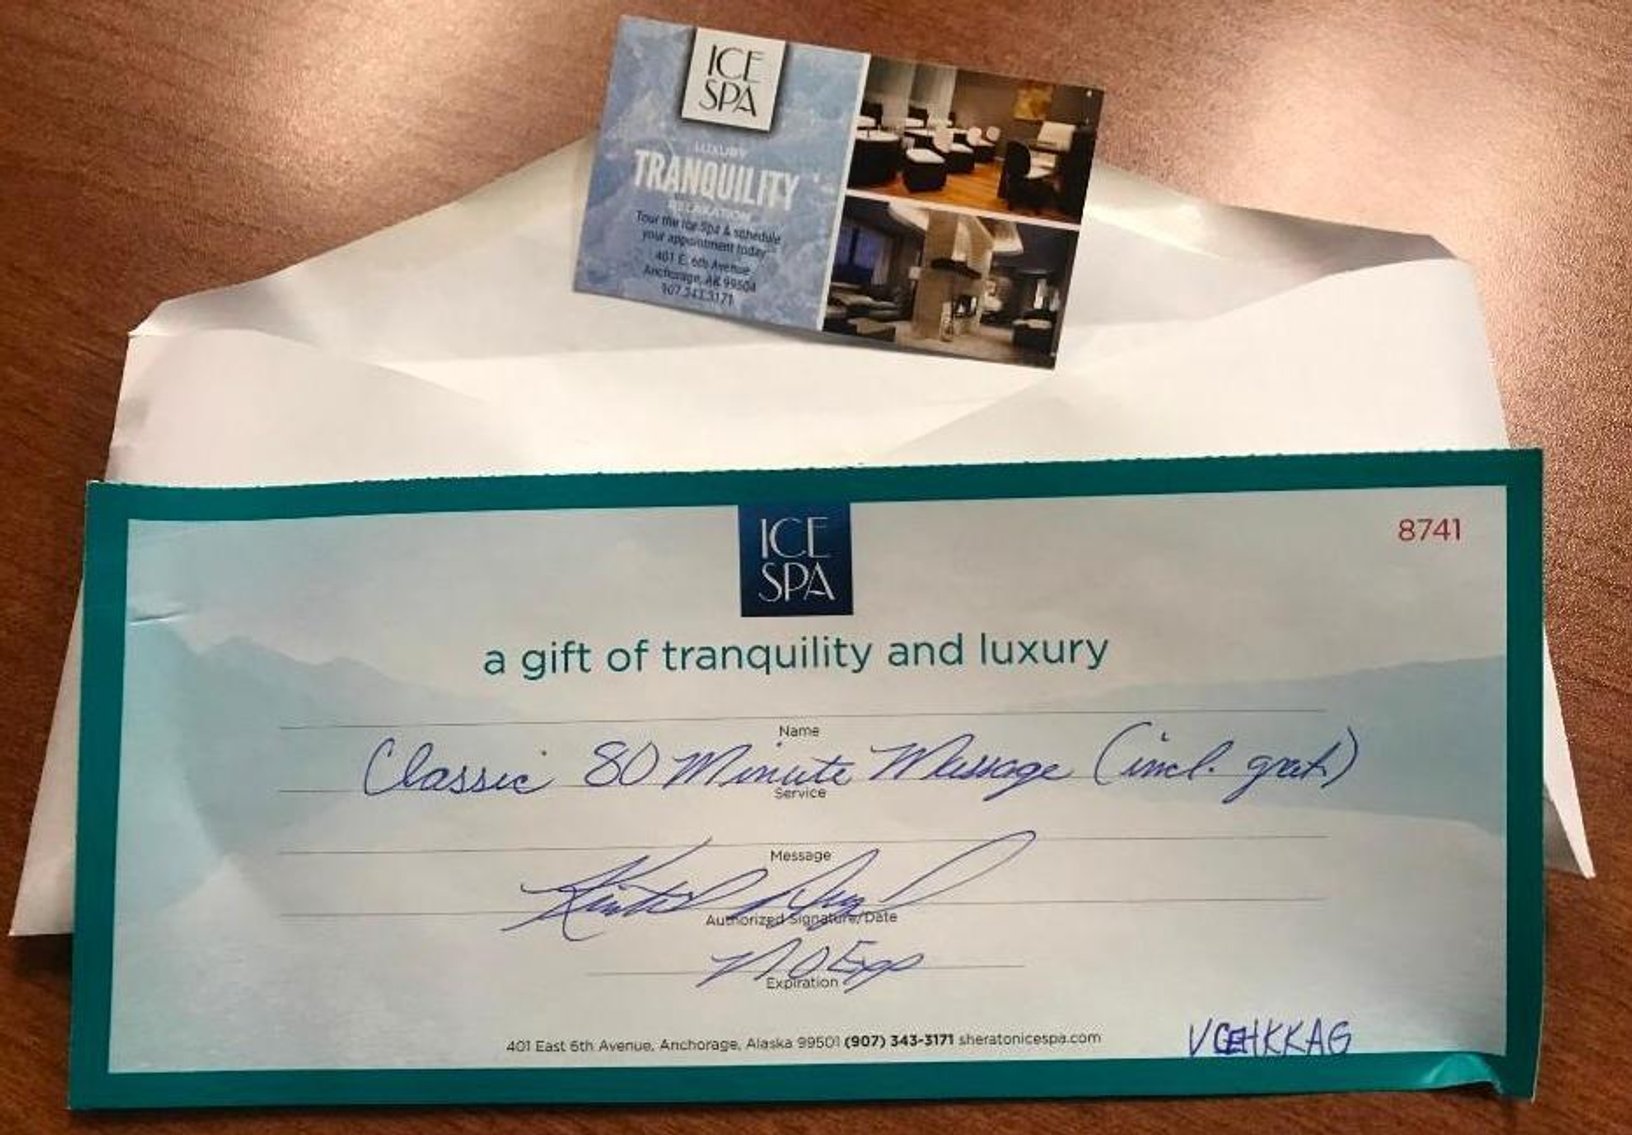 ICE
SPA
LUXURY
TRANQUILITY
Tour the Ice Spa & schedule
your appointment today
401 E. 6th Avenue
Anchorage, AK 99504
907.343.3171
ICE
SPA
8741
a gift of tranquility and luxury
Name
Classic 80 Minute Massage (incl. grat)
Service
Message
Authorized Signature/Date
No Exp
Expiration
401 East 6th Avenue, Anchorage, Alaska 99501 (907) 343-3171 sheratonicespa.com